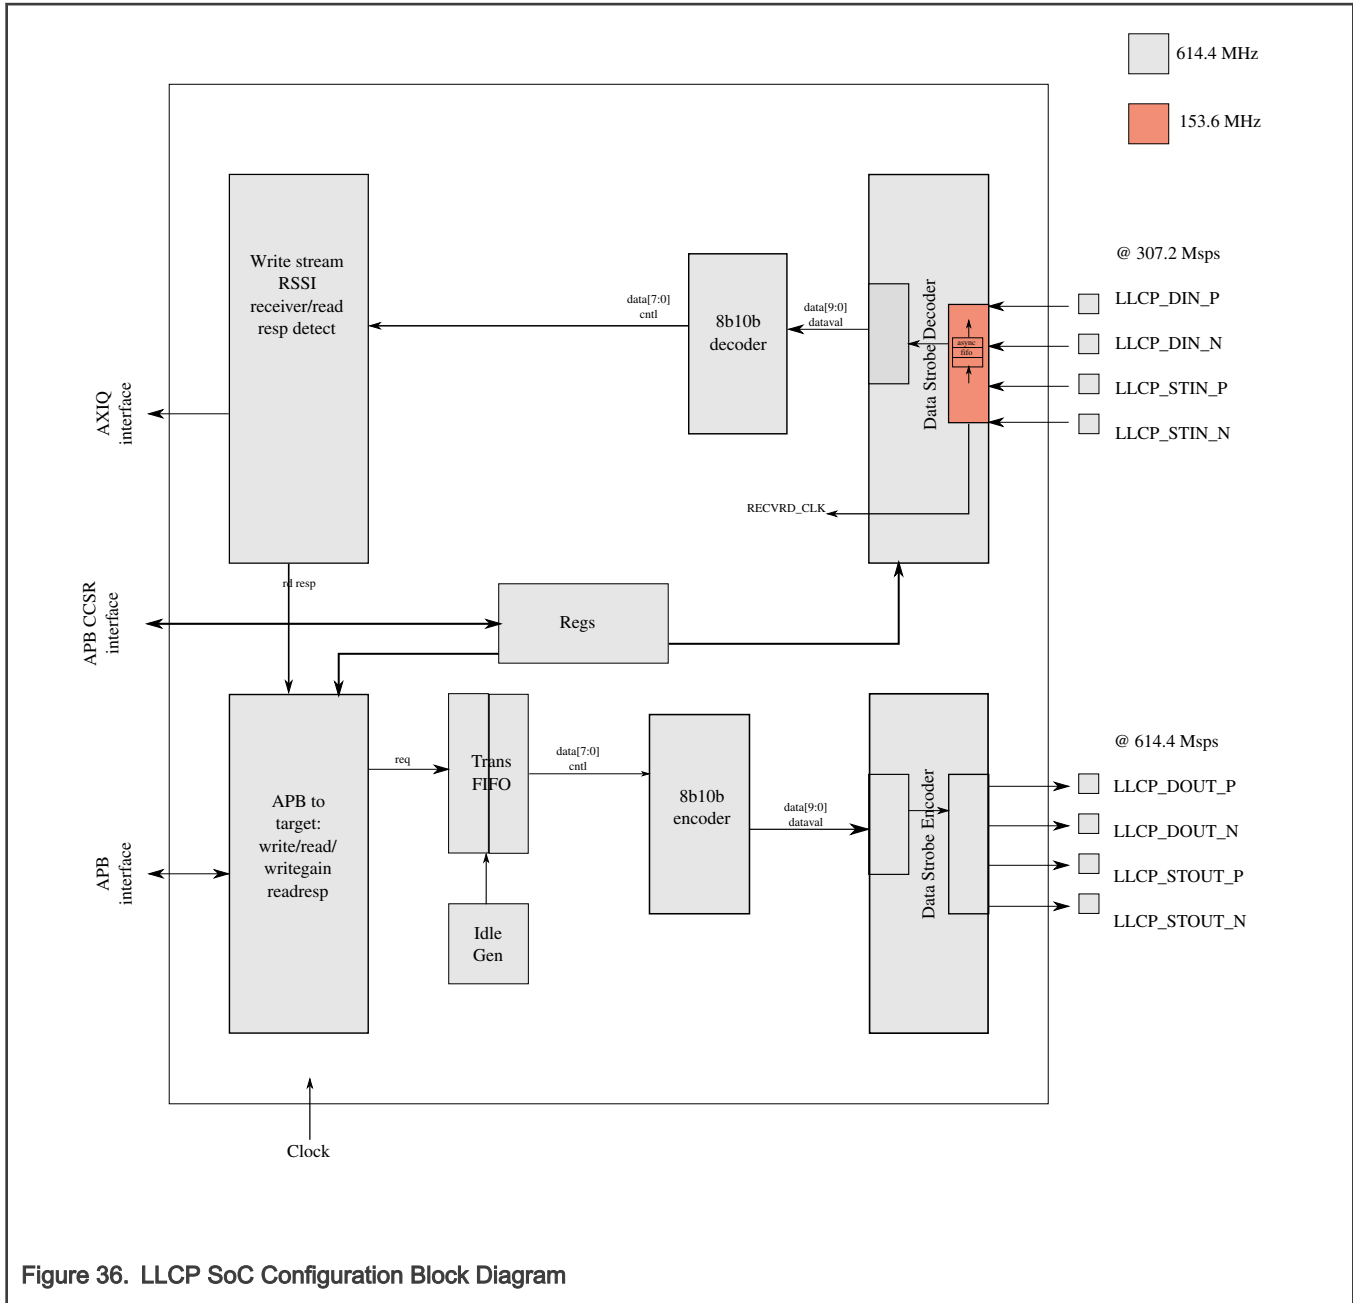 614.4 MHz
153.6 MHz
Write stream
RSSI
receiver/read
resp detect
data[7:0]
cntl
8b10b
decoder
data[9:0]
dataval
Data Strobe Decoder
async
fifo
@ 307.2 Msps
LLCP_DIN_P
LLCP_DIN_N
LLCP_STIN_P
LLCP_STIN_N
AXIQ
interface
RECVRD_CLK
rd resp
APB CCSR
interface
Regs
APB to
target:
write/read/
writegain
readresp
req
Trans
FIFO
data[7:0]
cntl
8b10b
encoder
data[9:0]
dataval
Data Strobe Encoder
@ 614.4 Msps
LLCP_DOUT_P
LLCP_DOUT_N
LLCP_STOUT_P
LLCP_STOUT_N
APB
interface
Idle
Gen
Clock
Figure 36. LLCP SoC Configuration Block Diagram